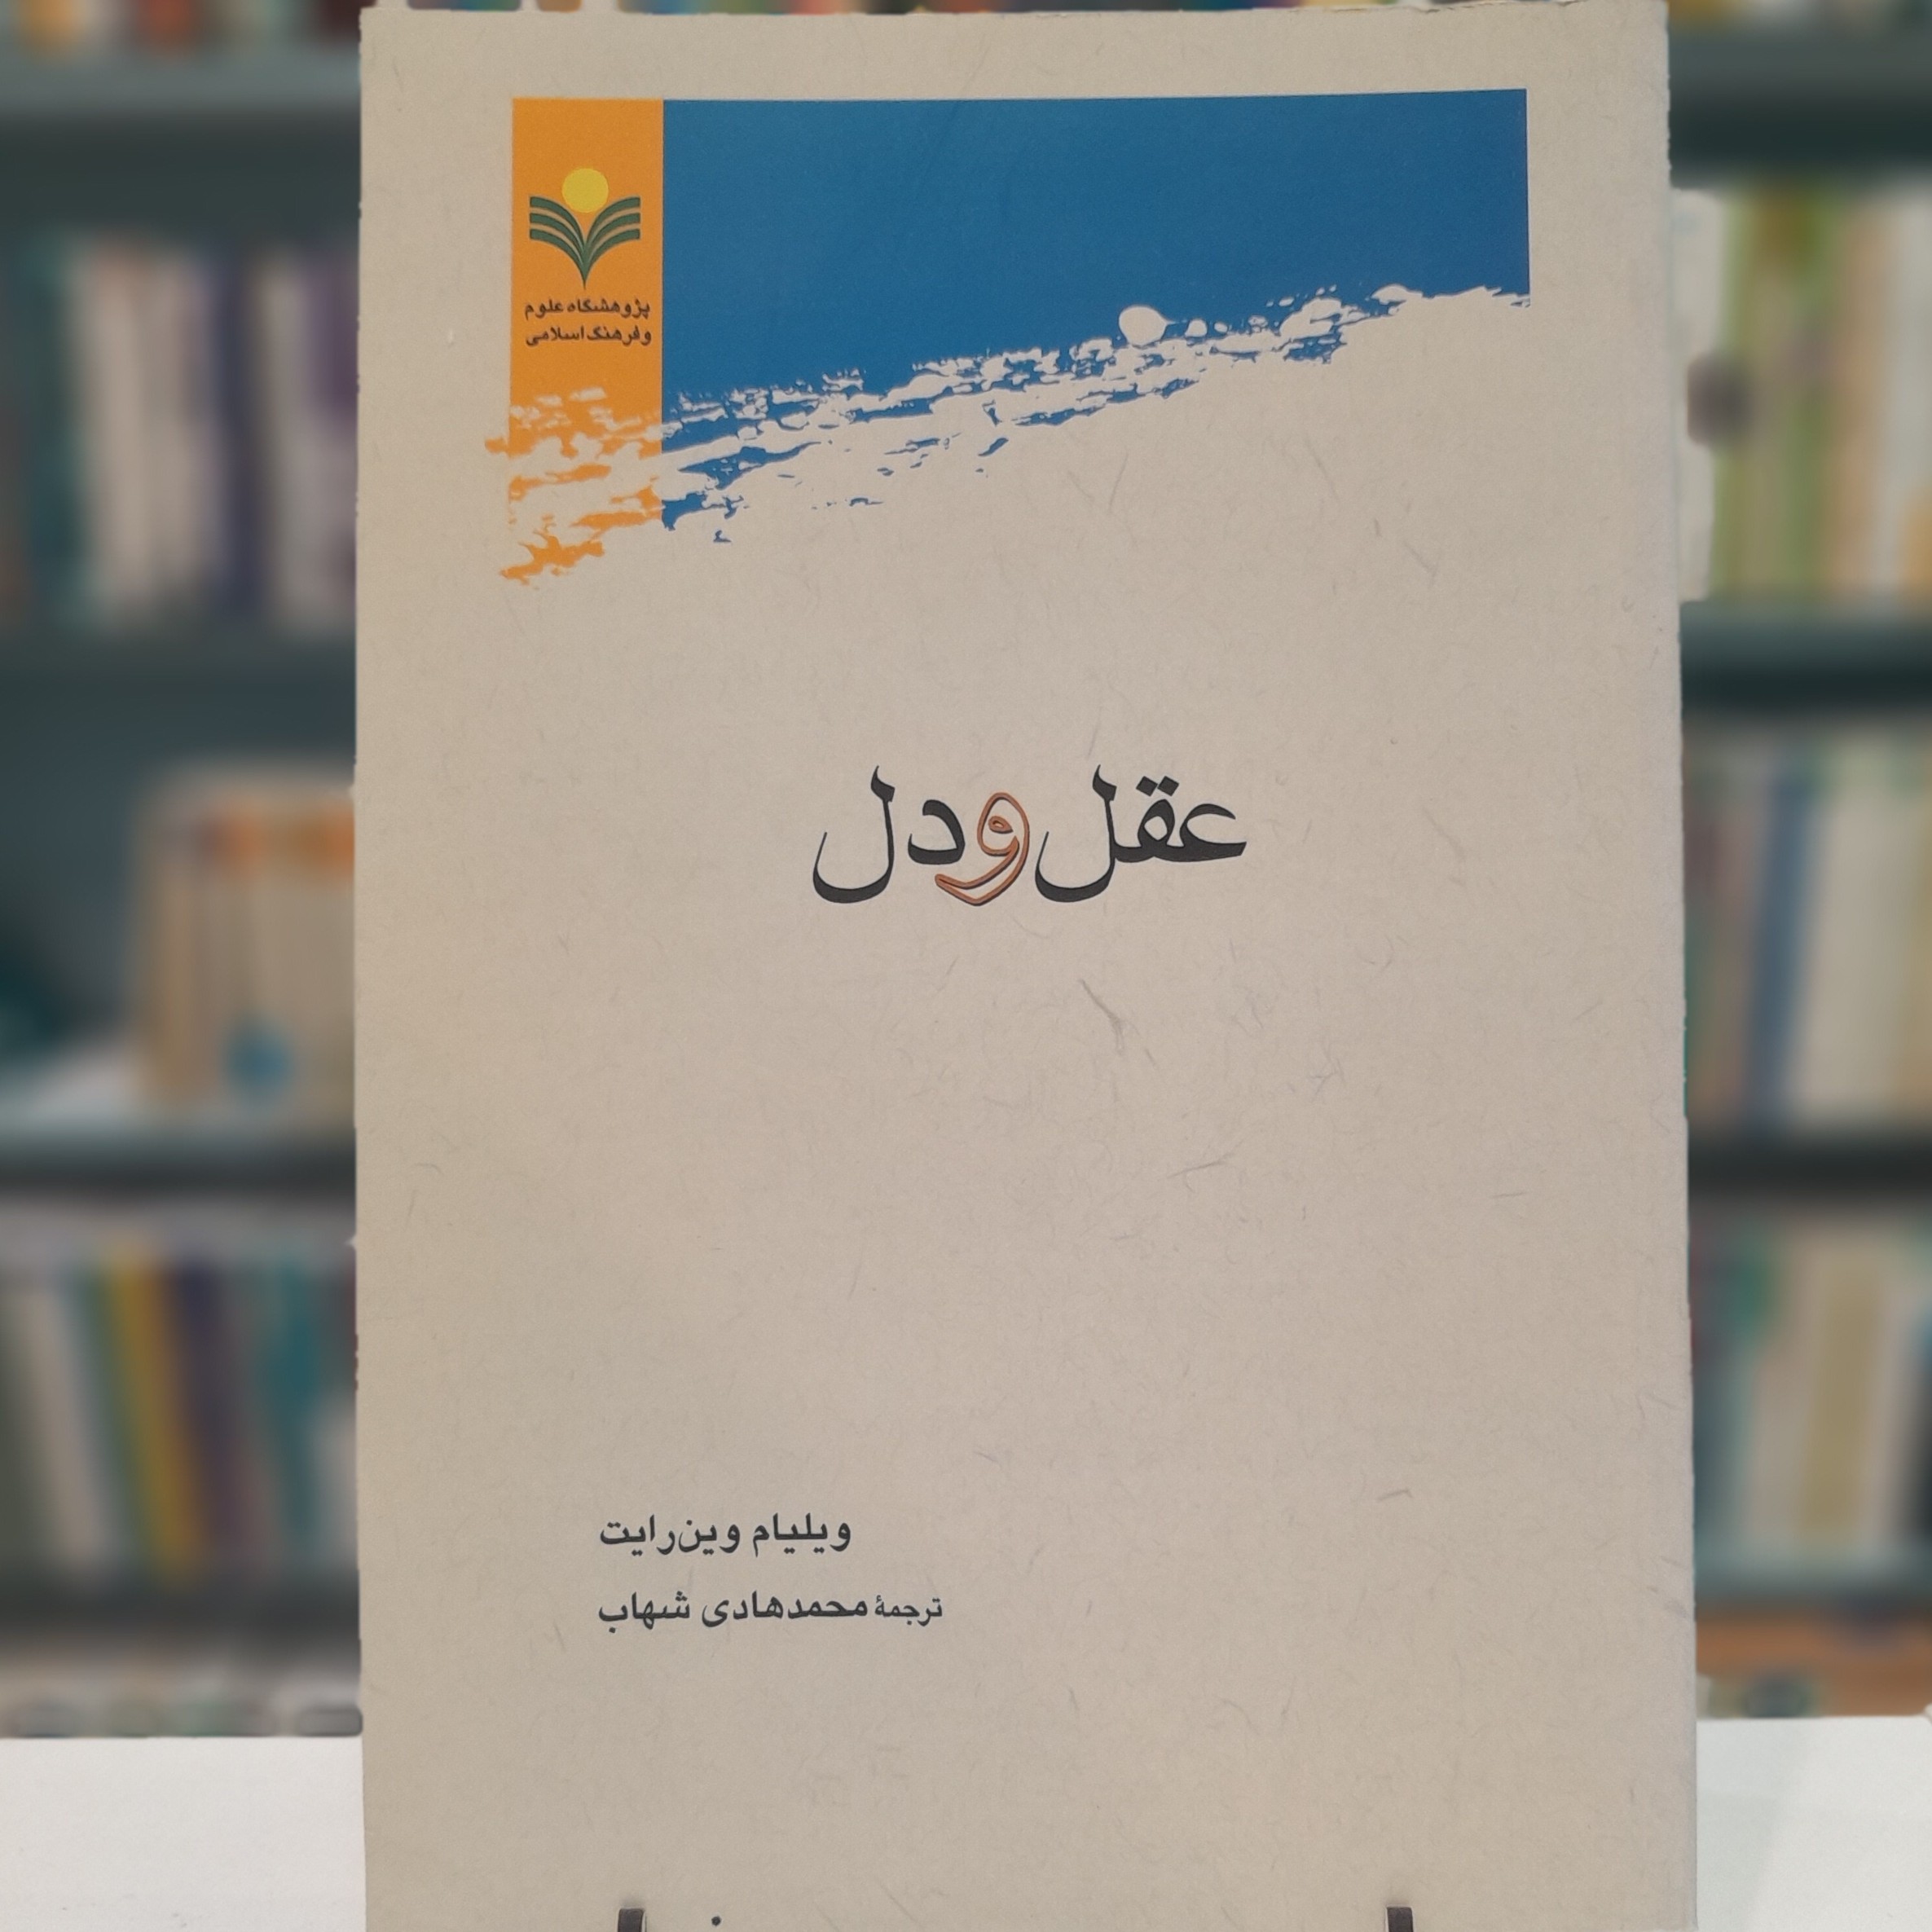 پژوهشگاه علوم
و فرهنگ اسلامی
عقل و دل
ویلیام وین‌رایت
ترجمهٔ محمدهادی شهاب